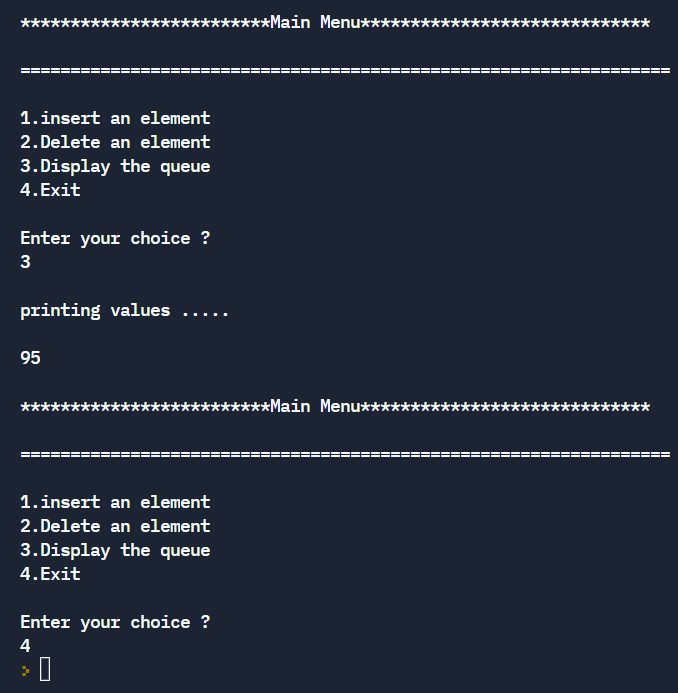 *************************Main Menu*****************************
=================================================================
1.insert an element
2.Delete an element
3.Display the queue
4.Exit
Enter your choice ?
3
printing values .....
95
*************************Main Menu*****************************
=================================================================
1.insert an element
2.Delete an element
3.Display the queue
4.Exit
Enter your choice ?
4
>